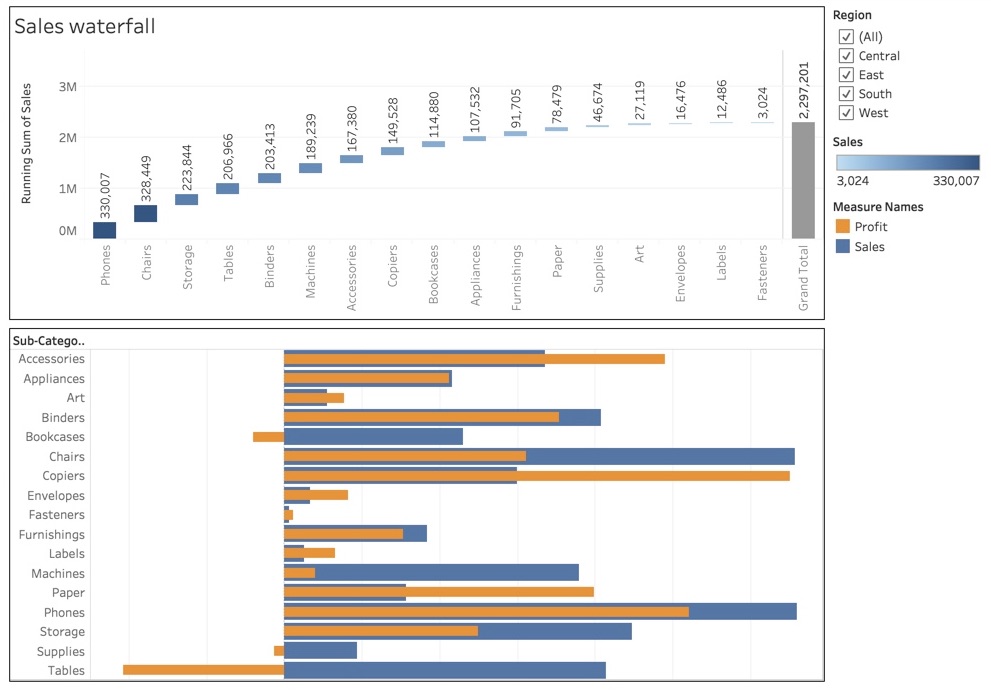 Sales waterfall
Running Sum of Sales
3M
2M
1M
0M
330,007
328,449
223,844
206,966
203,413
189,239
167,380
149,528
114,880
107,532
91,705
78,479
46,674
27,119
16,476
12,486
3,024
2,297,201
Phones
Chairs
Storage
Tables
Binders
Machines
Accessories
Copiers
Bookcases
Appliances
Furnishings
Paper
Supplies
Art
Envelopes
Labels
Fasteners
Grand Total
Region
(All)
Central
East
South
West
Sales
3,024 330,007
Measure Names
Profit
Sales
Sub-Catego..
Accessories
Appliances
Art
Binders
Bookcases
Chairs
Copiers
Envelopes
Fasteners
Furnishings
Labels
Machines
Paper
Phones
Storage
Supplies
Tables